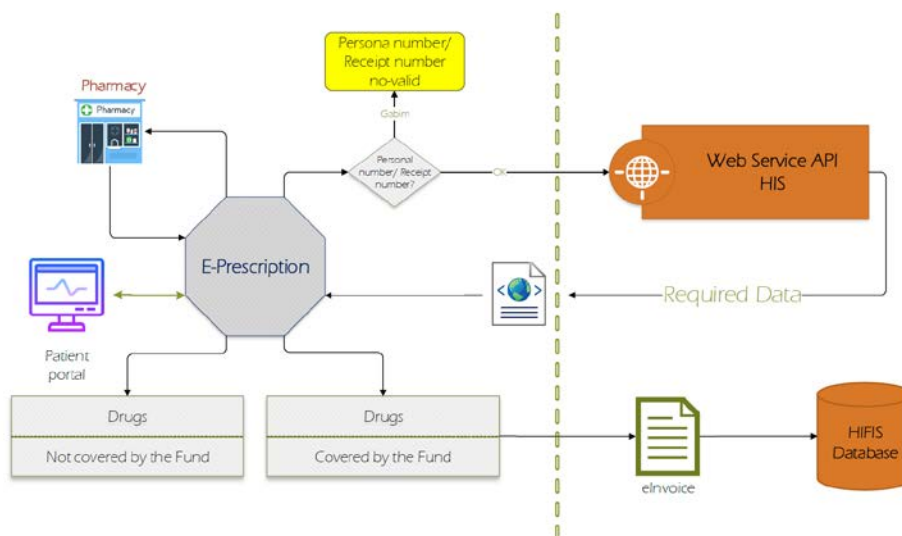 Persona number/
Receipt number
no-valid
Pharmacy
Pharmacy
Gabim
Personal
number/ Receipt
number?
OK
Web Service API
HIS
E-Prescription
Required Data
Patient
portal
Drugs
Not covered by the Fund
Drugs
Covered by the Fund
eInvoice
HIFIS
Database